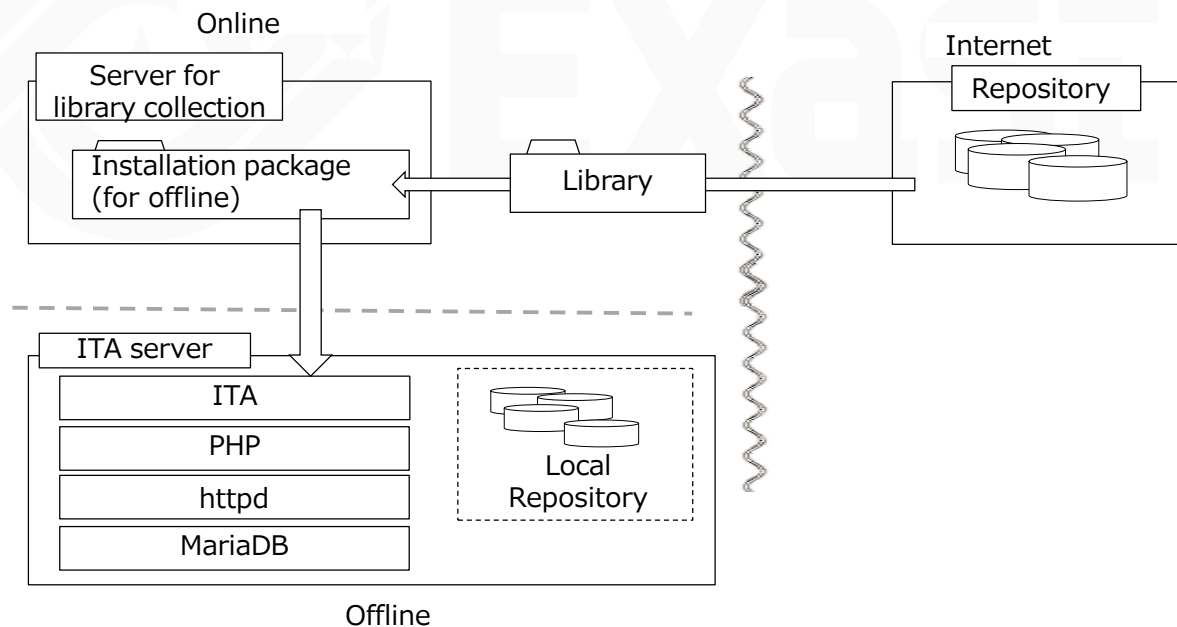 Online
Server for
library collection
Installation package
(for offline)
Library
Internet
Repository
ITA server
ITA
PHP
httpd
MariaDB
Local
Repository
Offline
Exast